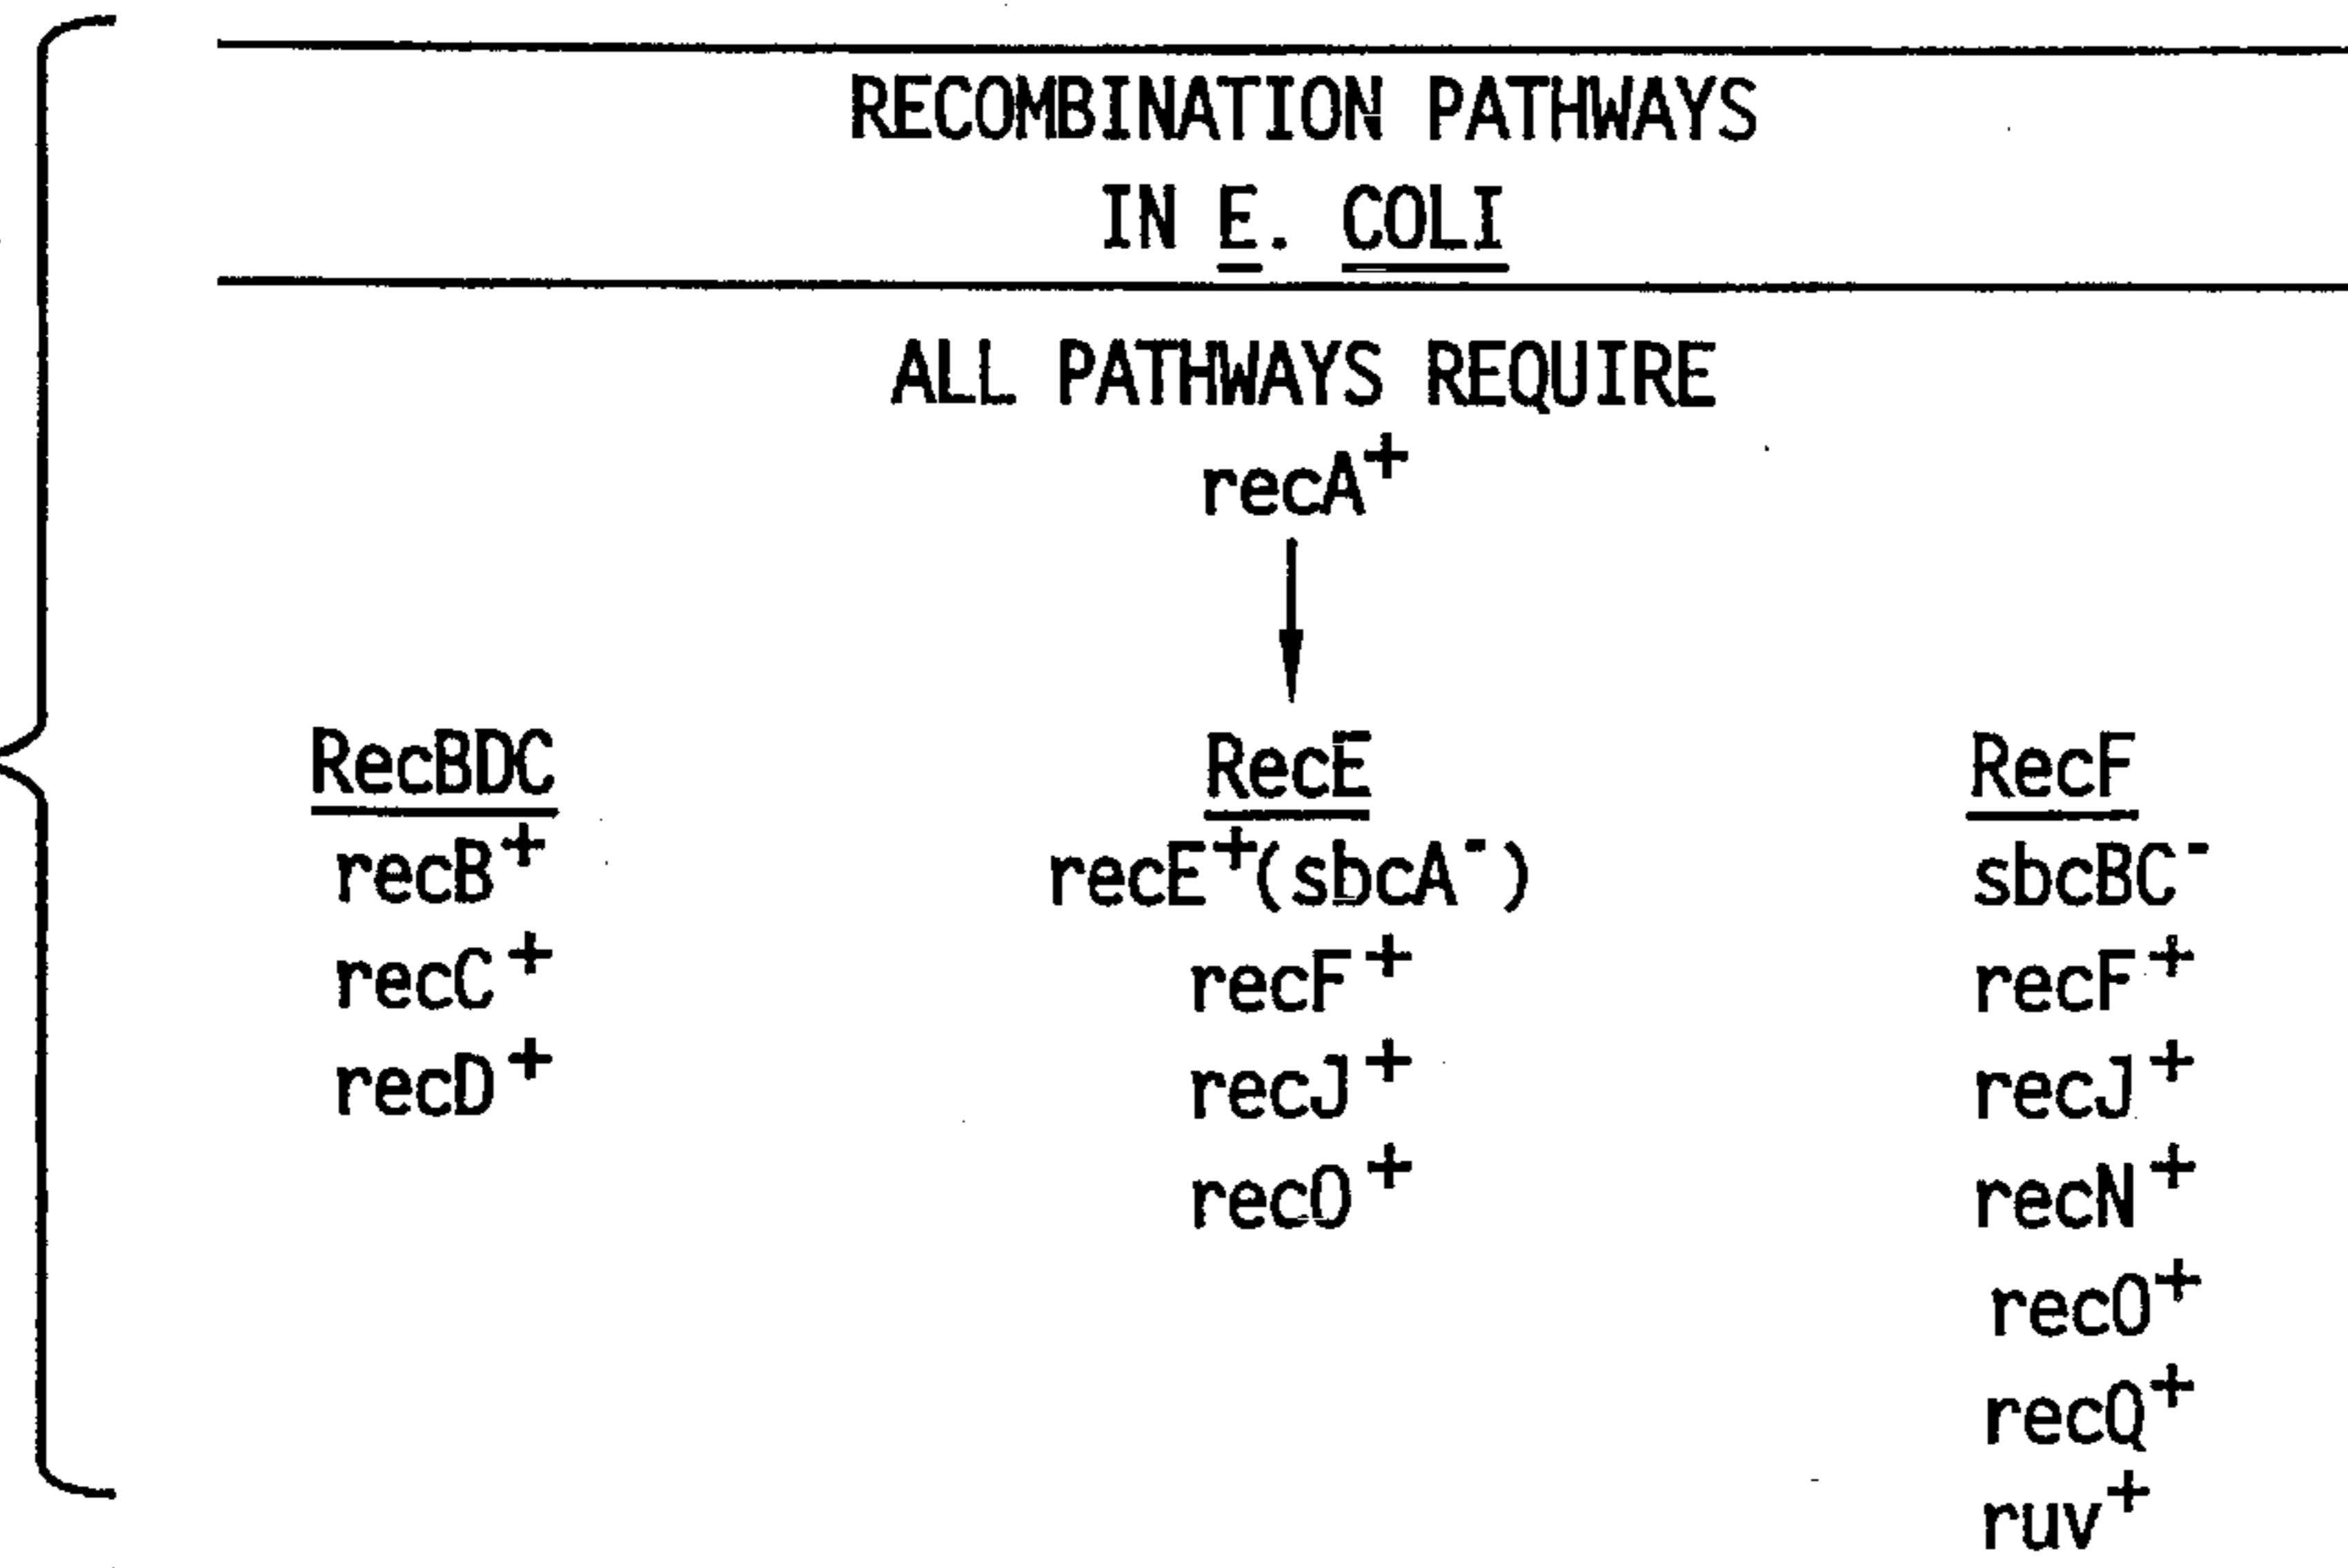 RECOMBINATION PATHWAYS
IN E. COLI
ALL PATHWAYS REQUIRE
recA+
RecBDC RecE RecF
recB+ recE+(sbcA-) sbcBC-
recC+ recF+ recF+
recD+ recJ+ recJ+
recO+ recN+
recO+
recQ+
ruv+